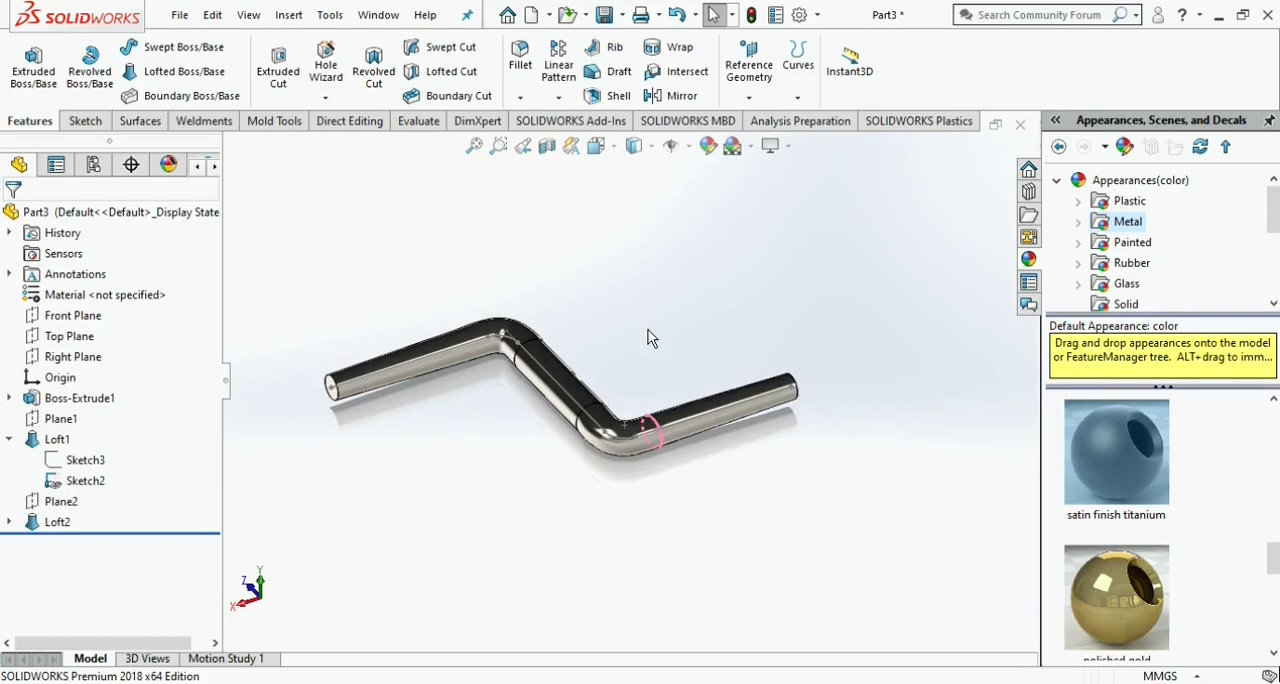 SOLIDWORKS File Edit View Insert Tools Window Help Part3 * Search Community Forum ?
Extruded Boss/Base
Revolved Boss/Base
Swept Boss/Base
Lofted Boss/Base
Boundary Boss/Base
Extruded Cut
Hole Wizard
Revolved Cut
Swept Cut
Lofted Cut
Boundary Cut
Fillet
Linear Pattern
Rib
Draft
Shell
Wrap
Intersect
Mirror
Reference Geometry
Curves
Instant3D
Features Sketch Surfaces Weldments Mold Tools Direct Editing Evaluate DimXpert SOLIDWORKS Add-Ins SOLIDWORKS MBD Analysis Preparation SOLIDWORKS Plastics
Part3 (Default<<Default>_Display State
History
Sensors
Annotations
Material <not specified>
Front Plane
Top Plane
Right Plane
Origin
Boss-Extrude1
Plane1
Loft1
Sketch3
Sketch2
Plane2
Loft2
Y
Z
X
Appearances, Scenes, and Decals
Appearances(color)
Plastic
Metal
Painted
Rubber
Glass
Solid
Default Appearance: color
Drag and drop appearances onto the model
or FeatureManager tree. ALT+drag to imm...
satin finish titanium
polished gold
Model 3D Views Motion Study 1
SOLIDWORKS Premium 2018 x64 Edition MMGS